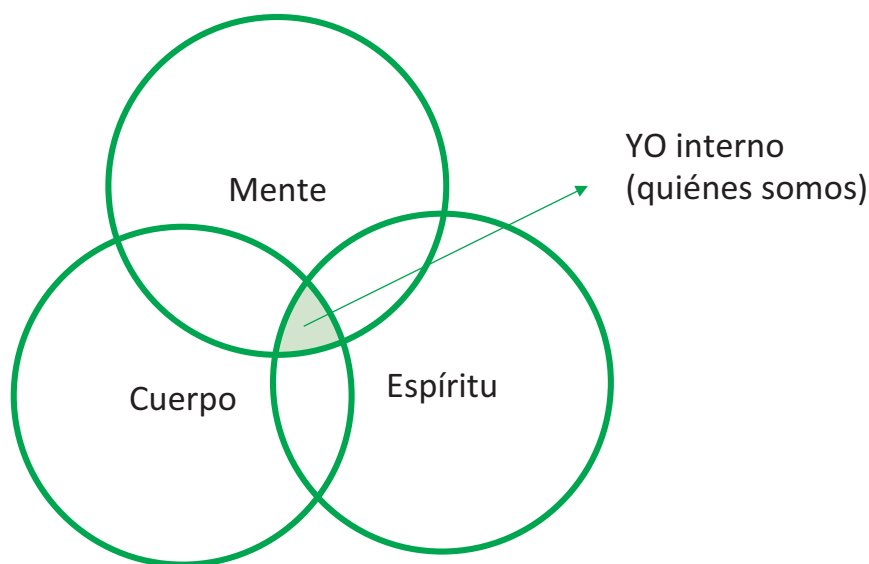 Mente
YO interno
(quiénes somos)
Cuerpo
Espíritu